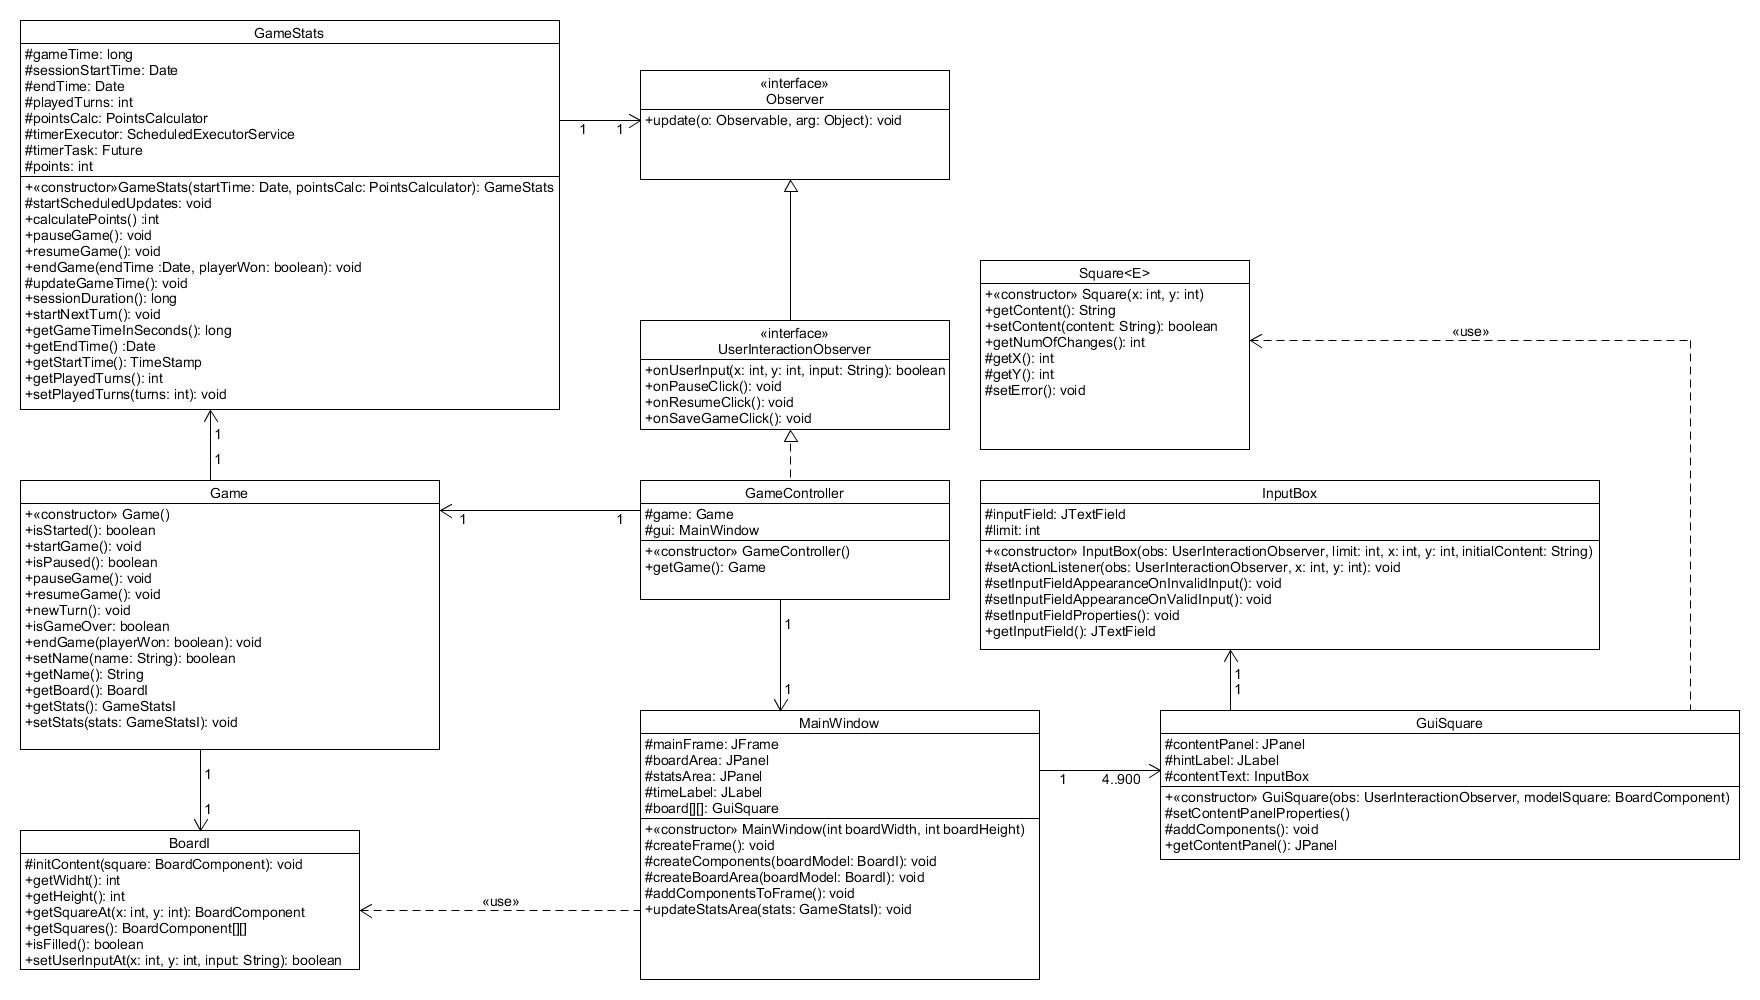 GameStats
#gameTime: long
#sessionStartTime: Date
#endTime: Date
#playedTurns: int
#pointsCalc: PointsCalculator
#timerExecutor: ScheduledExecutorService
#timerTask: Future
#points: int
+«constructor»GameStats(startTime: Date, pointsCalc: PointsCalculator): GameStats
#startScheduledUpdates: void
+calculatePoints() :int
+pauseGame(): void
+resumeGame(): void
+endGame(endTime :Date, playerWon: boolean): void
#updateGameTime(): void
+sessionDuration(): long
+startNextTurn(): void
+getGameTimeInSeconds(): long
+getEndTime() :Date
+getStartTime(): TimeStamp
+getPlayedTurns(): int
+setPlayedTurns(turns: int): void
1 1
«interface»
Observer
+update(o: Observable, arg: Object): void
«interface»
UserInteractionObserver
+onUserInput(x: int, y: int, input: String): boolean
+onPauseClick(): void
+onResumeClick(): void
+onSaveGameClick(): void
Square<E>
+«constructor» Square(x: int, y: int)
+getContent(): String
+setContent(content: String): boolean
+getNumOfChanges(): int
#getX(): int
#getY(): int
#setError(): void
«use»
1
1
Game
+«constructor» Game()
+isStarted(): boolean
+startGame(): void
+isPaused(): boolean
+pauseGame(): void
+resumeGame(): void
+newTurn(): void
+isGameOver: boolean
+endGame(playerWon: boolean): void
+setName(name: String): boolean
+getName(): String
+getBoard(): BoardI
+getStats(): GameStatsI
+setStats(stats: GameStatsI): void
1 1
GameController
#game: Game
#gui: MainWindow
+«constructor» GameController()
+getGame(): Game
InputBox
#inputField: JTextField
#limit: int
+«constructor» InputBox(obs: UserInteractionObserver, limit: int, x: int, y: int, initialContent: String)
#setActionListener(obs: UserInteractionObserver, x: int, y: int): void
#setInputFieldAppearanceOnInvalidInput(): void
#setInputFieldAppearanceOnValidInput(): void
#setInputFieldProperties(): void
+getInputField(): JTextField
1
1
1
1
1
1
BoardI
#initContent(square: BoardComponent): void
+getWidht(): int
+getHeight(): int
+getSquareAt(x: int, y: int): BoardComponent
+getSquares(): BoardComponent[][]
+isFilled(): boolean
+setUserInputAt(x: int, y: int, input: String): boolean
«use»
MainWindow
#mainFrame: JFrame
#boardArea: JPanel
#statsArea: JPanel
#timeLabel: JLabel
#board[][]: GuiSquare
+«constructor» MainWindow(int boardWidth, int boardHeight)
#createFrame(): void
#createComponents(boardModel: BoardI): void
#createBoardArea(boardModel: BoardI): void
#addComponentsToFrame(): void
+updateStatsArea(stats: GameStatsI): void
1 4..900
GuiSquare
#contentPanel: JPanel
#hintLabel: JLabel
#contentText: InputBox
+«constructor» GuiSquare(obs: UserInteractionObserver, modelSquare: BoardComponent)
#setContentPanelProperties()
#addComponents(): void
+getContentPanel(): JPanel